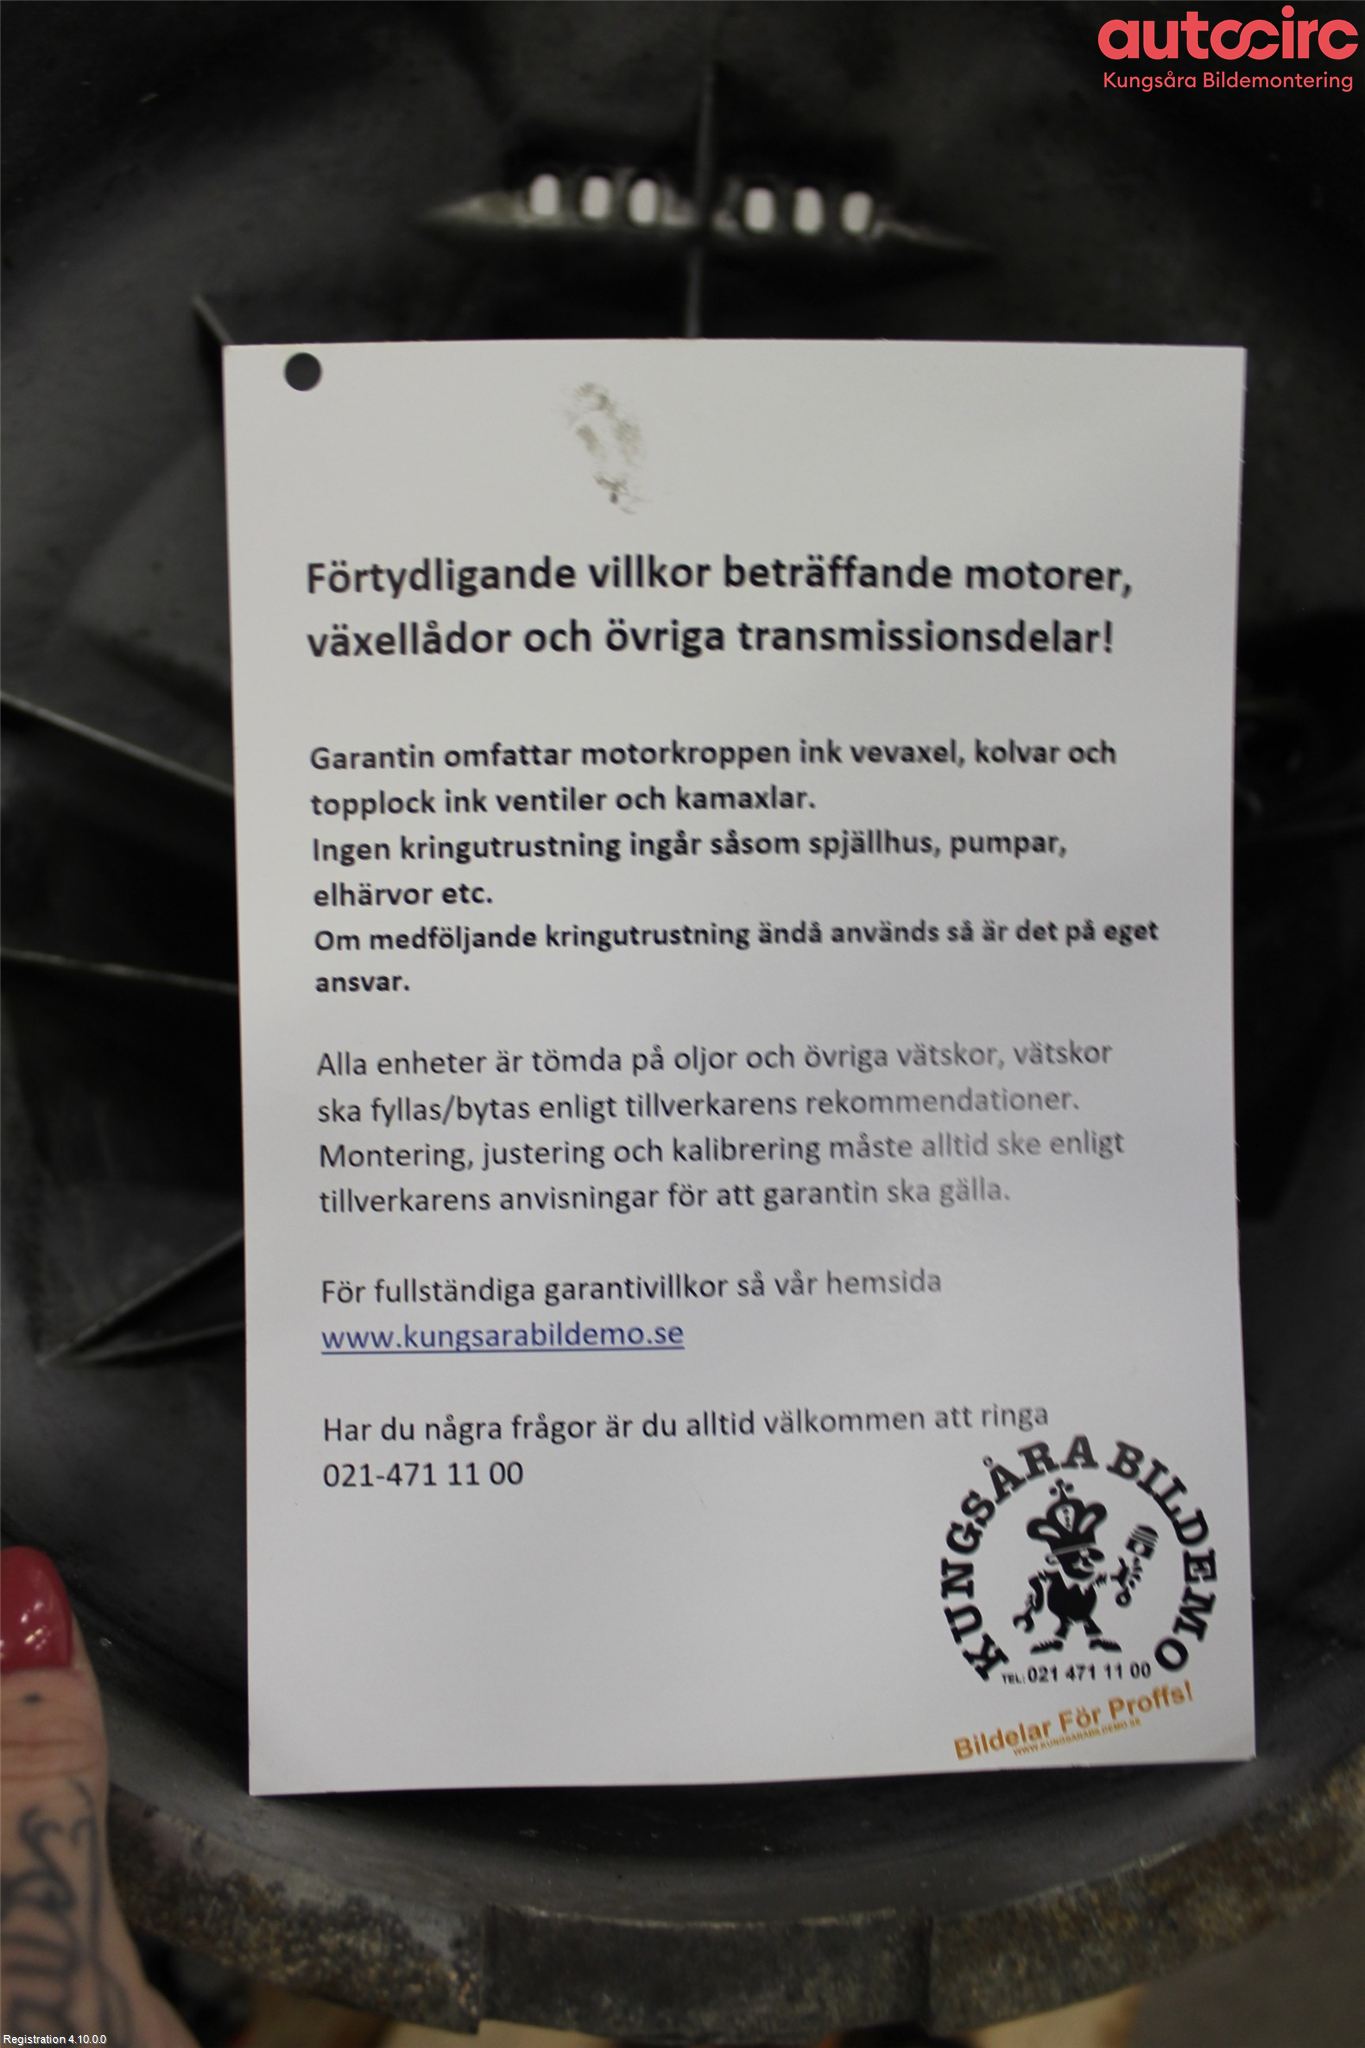 autocirc
Kungsåra Bildemontering
Förtydligande villkor beträffande motorer,
växellådor och övriga transmissionsdelar!
Garantin omfattar motorkroppen ink vevaxel, kolvar och
topplock ink ventiler och kamaxlar.
Ingen kringutrustning ingår såsom spjällhus, pumpar,
elhärvor etc.
Om medföljande kringutrustning ändå används så är det på eget
ansvar.
Alla enheter är tömda på oljor och övriga vätskor, vätskor
ska fyllas/bytas enligt tillverkarens rekommendationer.
Montering, justering och kalibrering måste alltid ske enligt
tillverkarens anvisningar för att garantin ska gälla.
För fullständiga garantivillkor så vår hemsida
www.kungsarabildemo.se
Har du några frågor är du alltid välkommen att ringa
021-471 11 00
KUNGSÅRA BILDEMO
TEL: 021 471 11 00
Bildelar För Proffs!
WWW.KUNGSARABILDEMO.SE
Registration 4.10.0.0